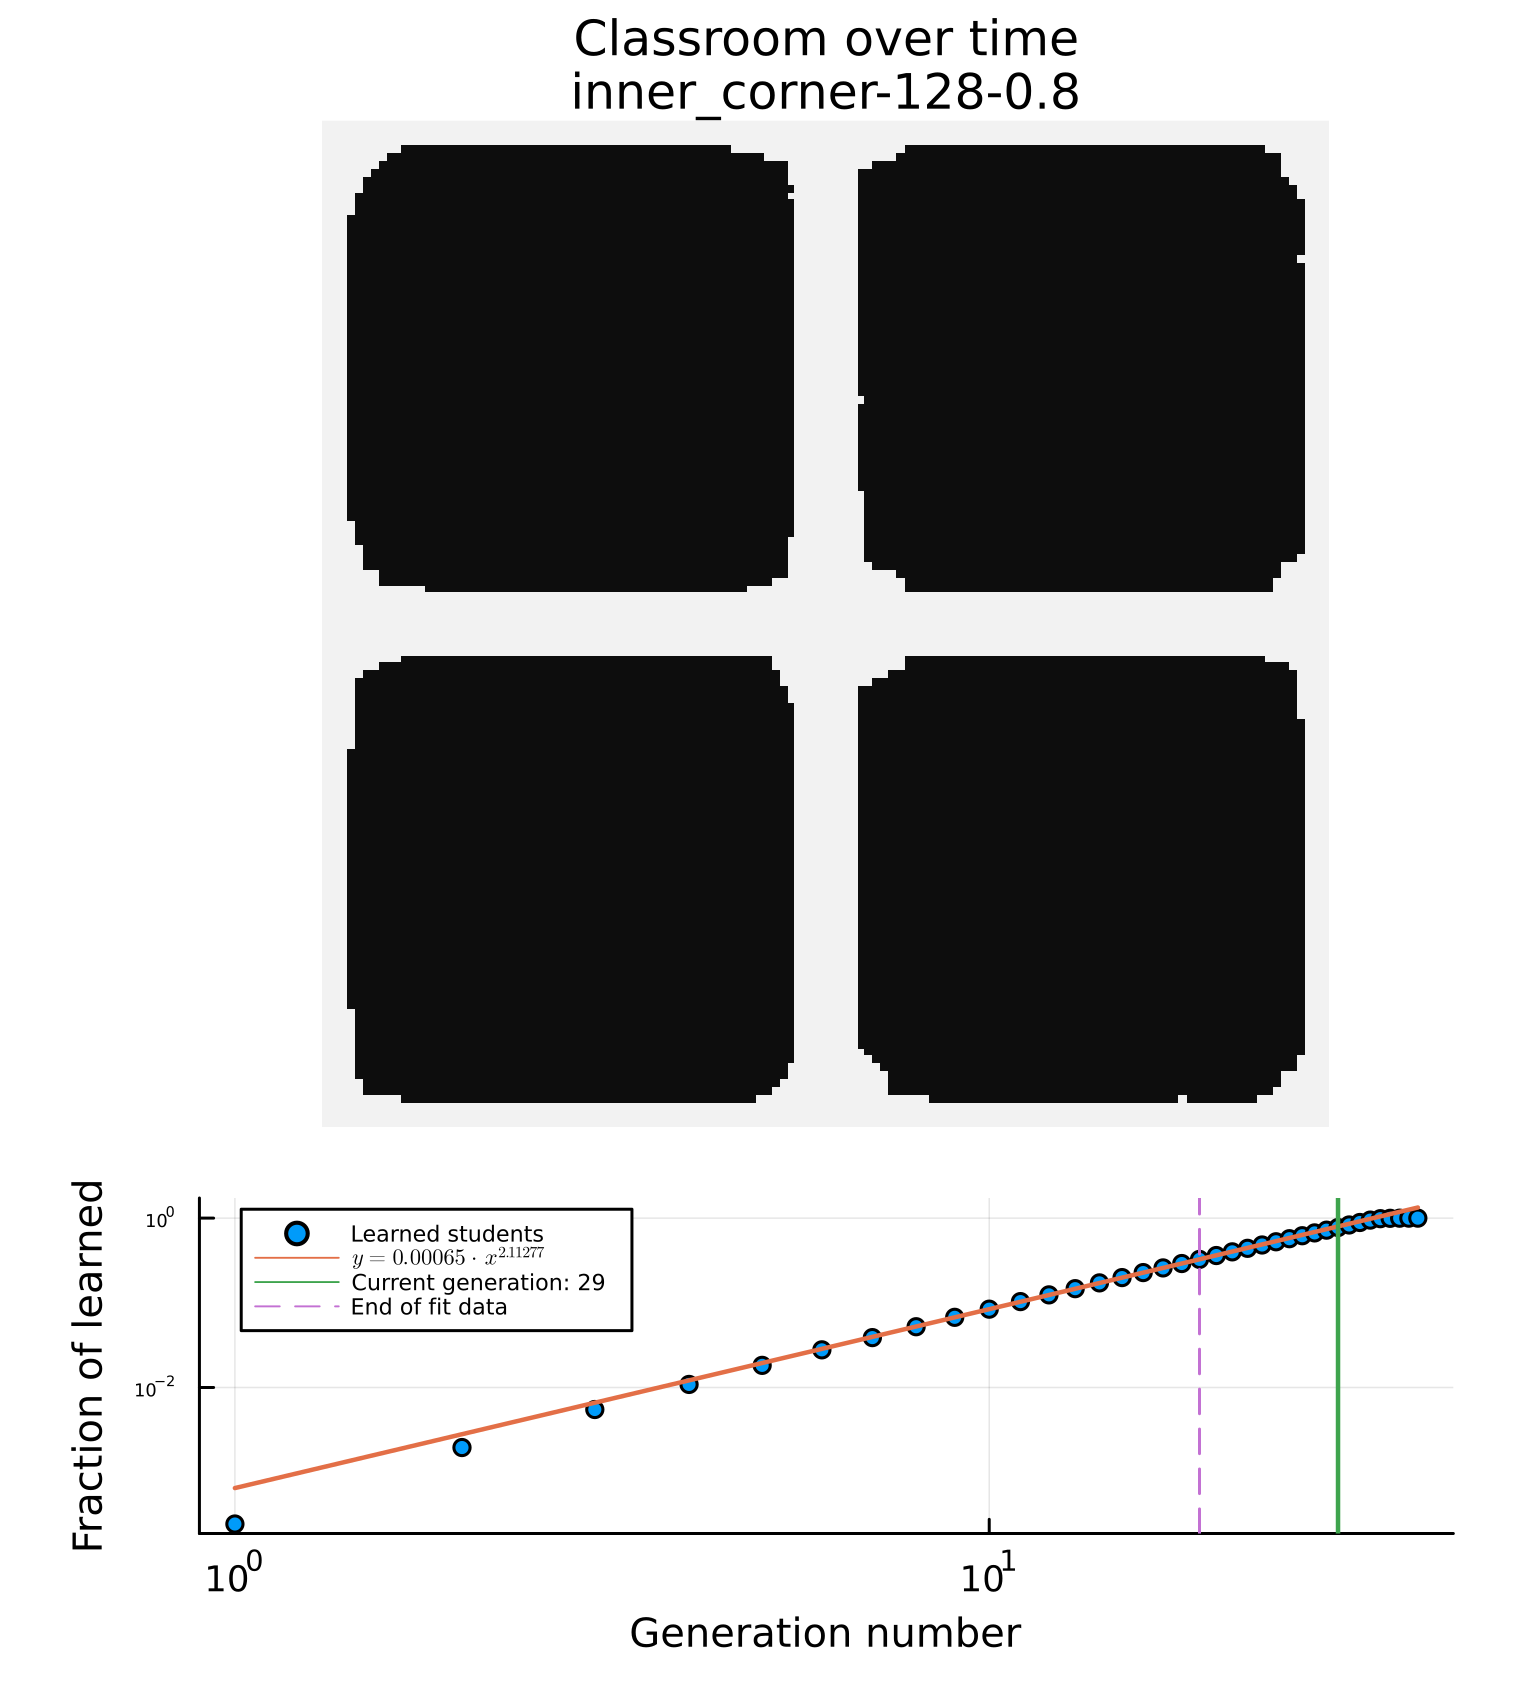 Classroom over time
inner_corner-128-0.8
Fraction of learned
10^0
10^-2
Learned students
y = 0.00065 · x^2.11277
Current generation: 29
End of fit data
10^0
10^1
Generation number